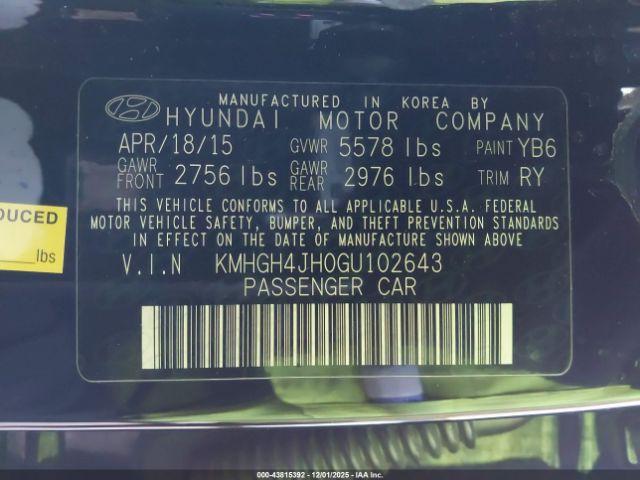 MANUFACTURED IN KOREA BY
HYUNDAI MOTOR COMPANY
APR/18/15 GVWR 5578 lbs PAINT YB6
GAWR FRONT 2756 lbs GAWR REAR 2976 lbs TRIM RY
THIS VEHICLE CONFORMS TO ALL APPLICABLE U.S.A. FEDERAL
MOTOR VEHICLE SAFETY, BUMPER, AND THEFT PREVENTION STANDARDS
IN EFFECT ON THE DATE OF MANUFACTURE SHOWN ABOVE
V.I.N KMHGH4JH0GU102643
PASSENGER CAR
DUCED
lbs
000-43815392 - 12/01/2025 - IAA Inc.